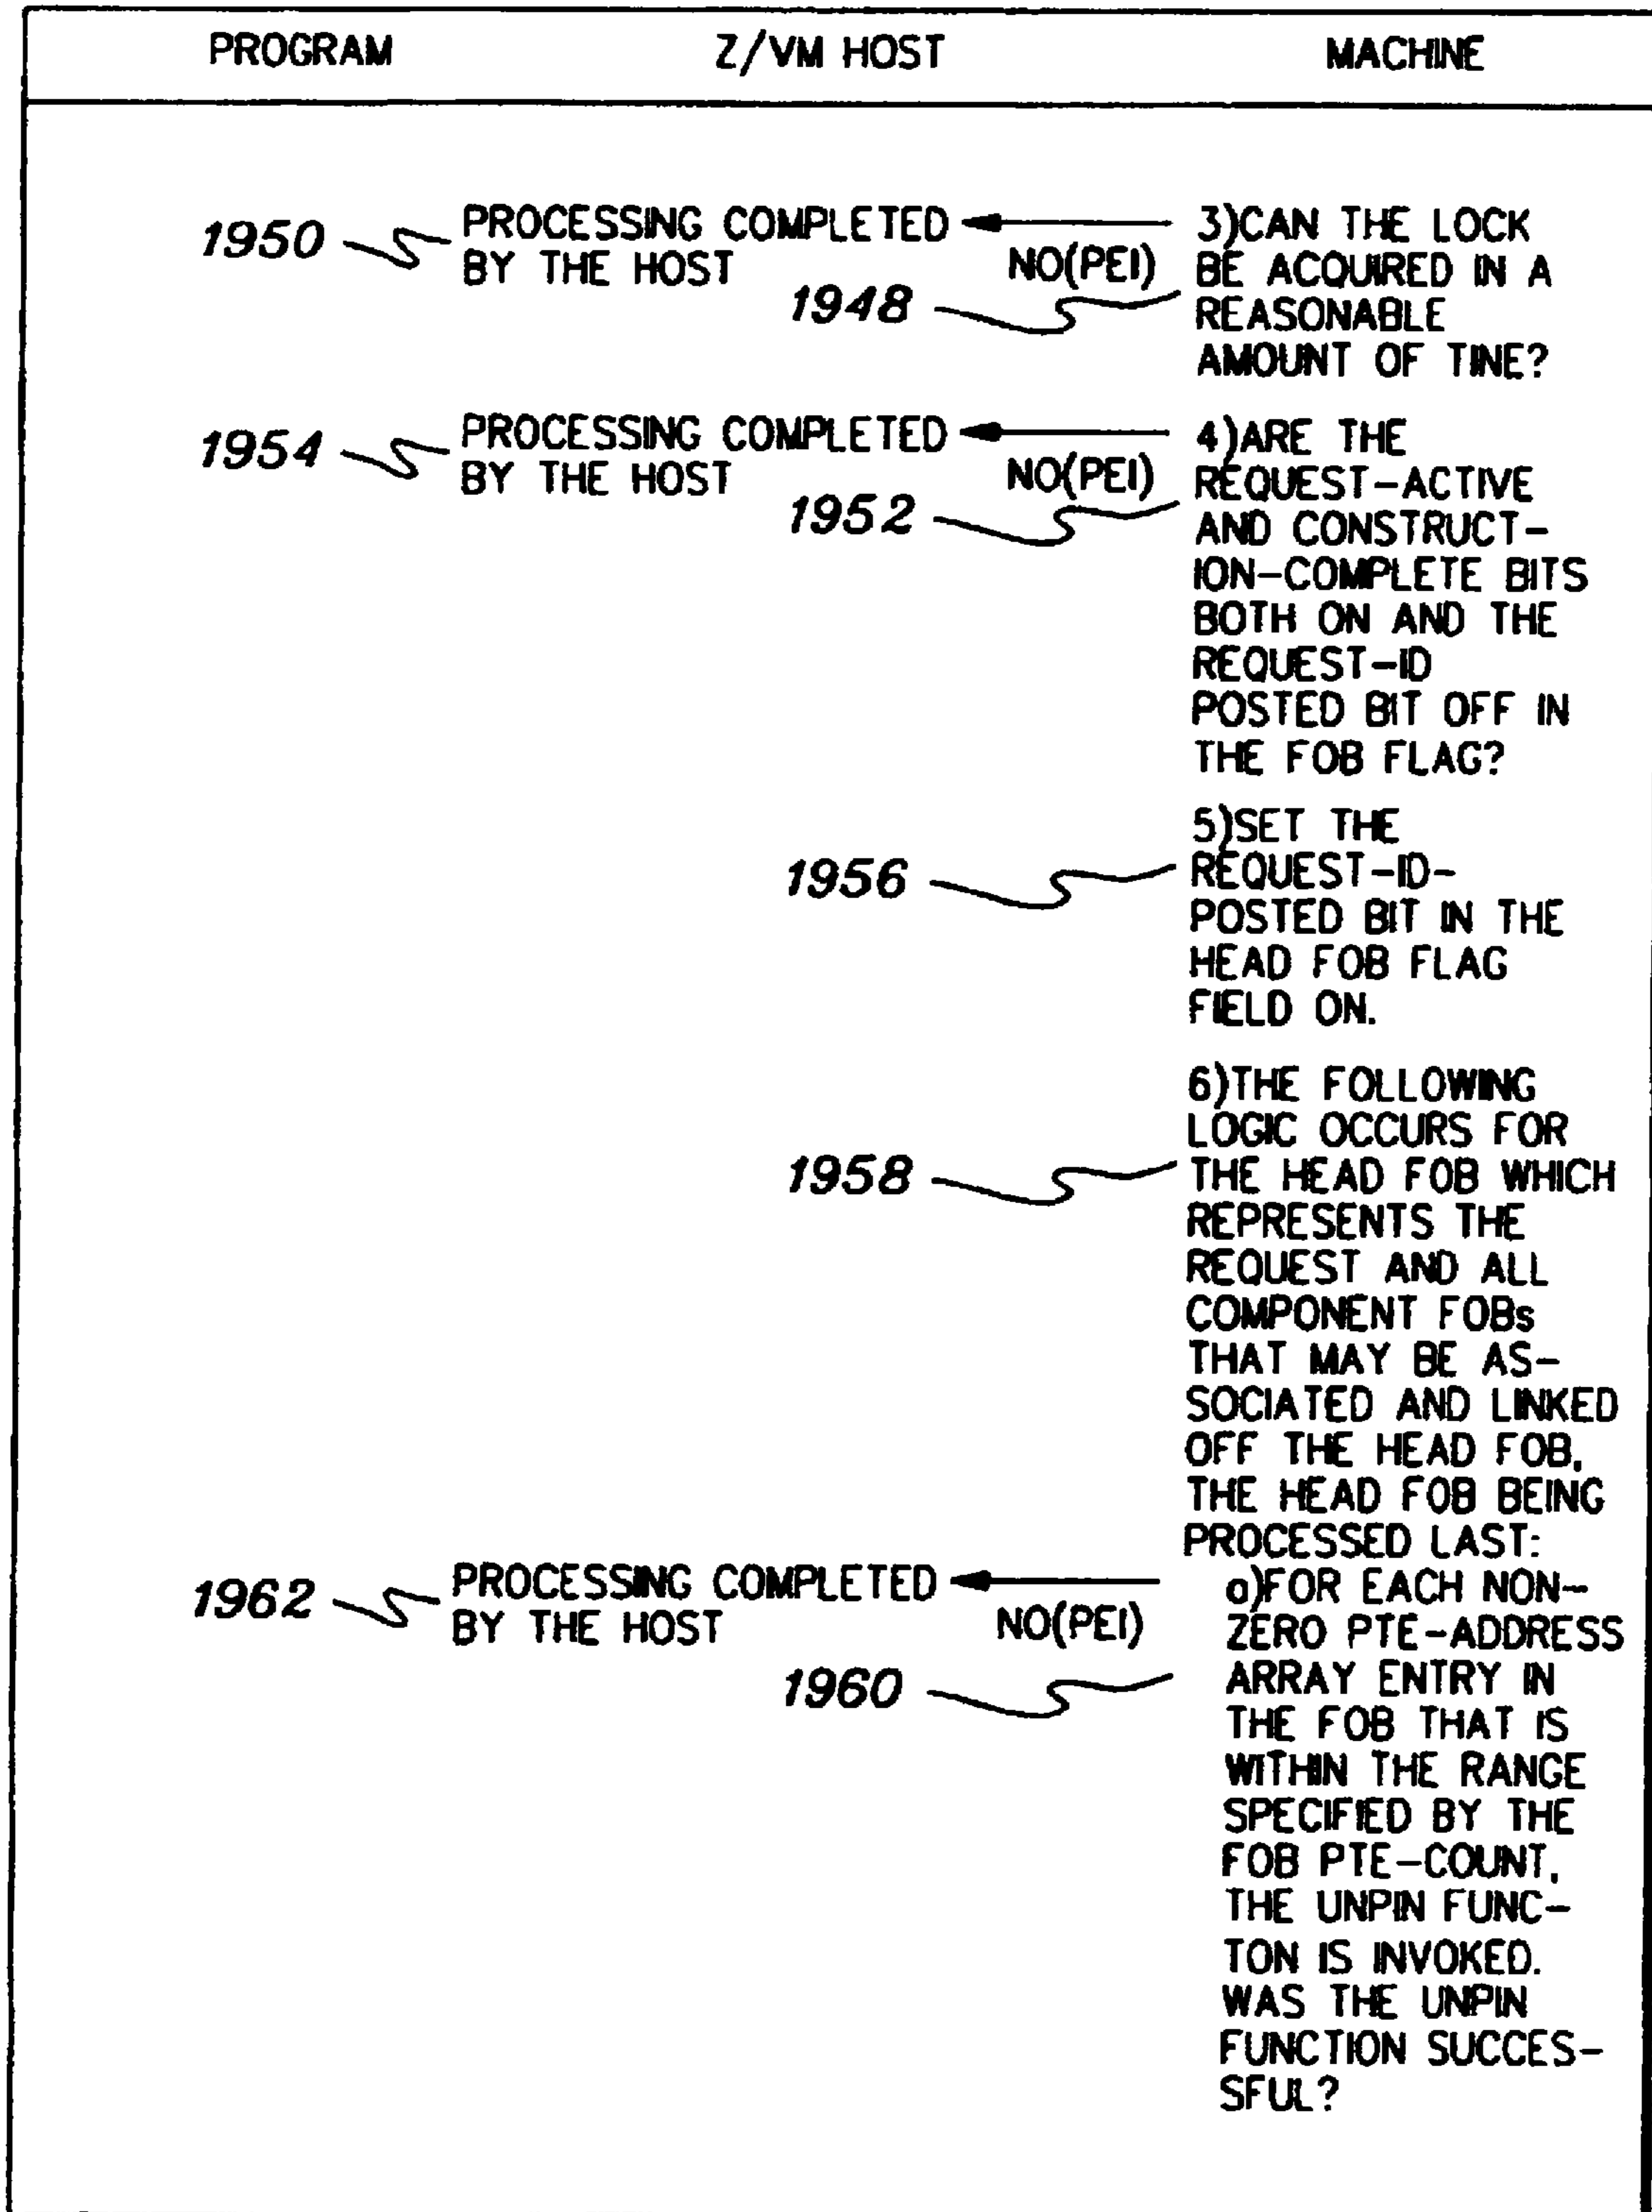 PROGRAM Z/VM HOST MACHINE
1950 PROCESSING COMPLETED
BY THE HOST
NO(PEI)
1948
3)CAN THE LOCK
BE ACQUIRED IN A
REASONABLE
AMOUNT OF TINE?
1954 PROCESSING COMPLETED
BY THE HOST
NO(PEI)
1952
4)ARE THE
REQUEST-ACTIVE
AND CONSTRUCT-
ION-COMPLETE BITS
BOTH ON AND THE
REQUEST-ID
POSTED BIT OFF IN
THE FOB FLAG?
1956
5)SET THE
REQUEST-ID-
POSTED BIT IN THE
HEAD FOB FLAG
FIELD ON.
1958
6)THE FOLLOWING
LOGIC OCCURS FOR
THE HEAD FOB WHICH
REPRESENTS THE
REQUEST AND ALL
COMPONENT FOBs
THAT MAY BE AS-
SOCIATED AND LINKED
OFF THE HEAD FOB,
THE HEAD FOB BEING
PROCESSED LAST:
1962 PROCESSING COMPLETED
BY THE HOST
NO(PEI)
1960
a)FOR EACH NON-
ZERO PTE-ADDRESS
ARRAY ENTRY IN
THE FOB THAT IS
WITHIN THE RANGE
SPECIFIED BY THE
FOB PTE-COUNT,
THE UNPIN FUNC-
TON IS INVOKED.
WAS THE UNPIN
FUNCTION SUCCES-
SFUL?